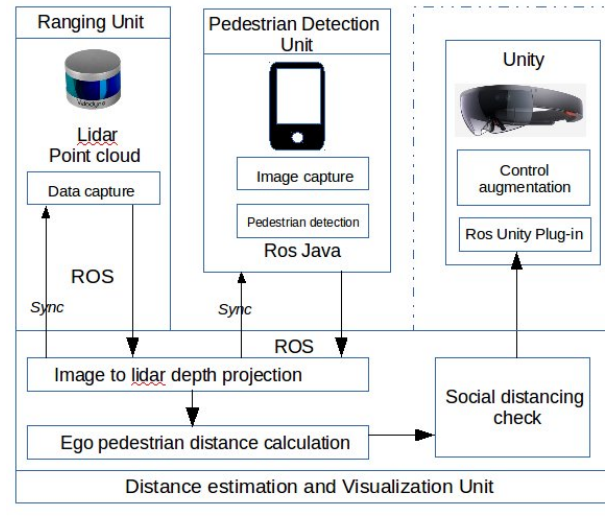 Ranging Unit
Velodyne
Lidar
Point cloud
Data capture
ROS
Sync
Pedestrian Detection
Unit
Image capture
Pedestrian detection
Ros Java
Sync
Unity
Control
augmentation
Ros Unity Plug-in
ROS
Image to lidar depth projection
Ego pedestrian distance calculation
Social distancing
check
Distance estimation and Visualization Unit